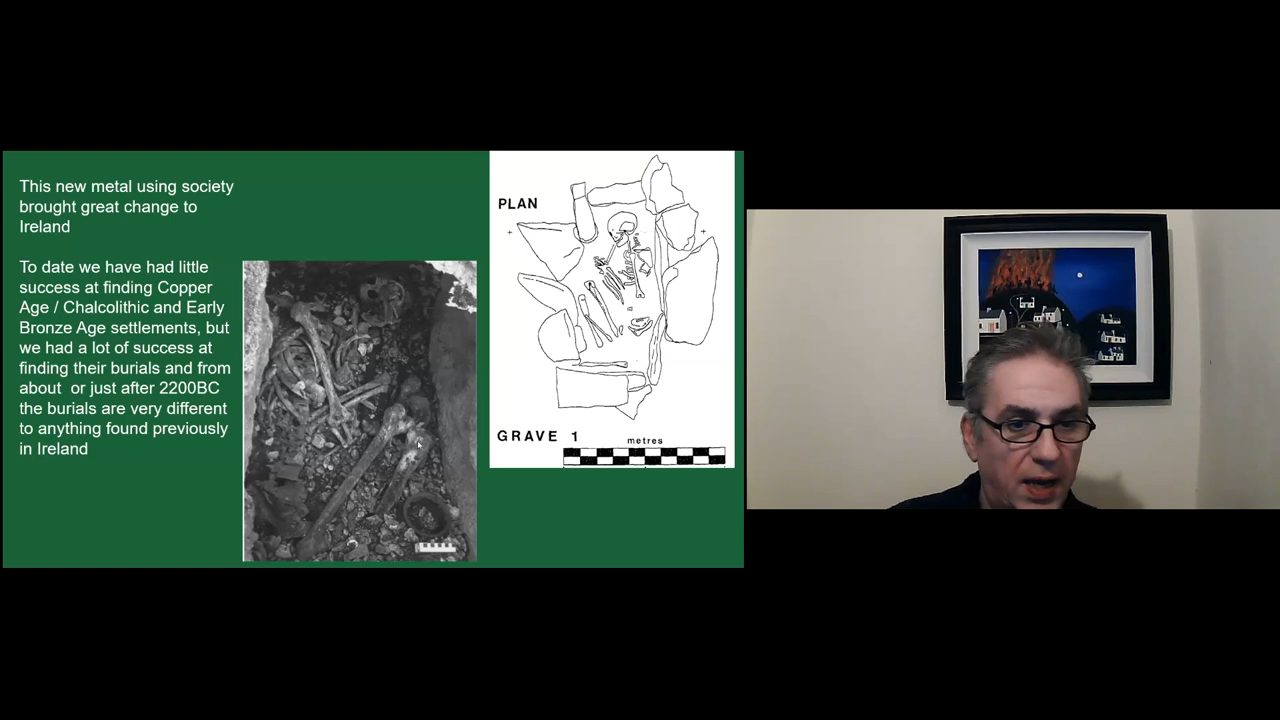 This new metal using society
brought great change to
Ireland
To date we have had little
success at finding Copper
Age / Chalcolithic and Early
Bronze Age settlements, but
we had a lot of success at
finding their burials and from
about or just after 2200BC
the burials are very different
to anything found previously
in Ireland
PLAN
GRAVE 1
metres